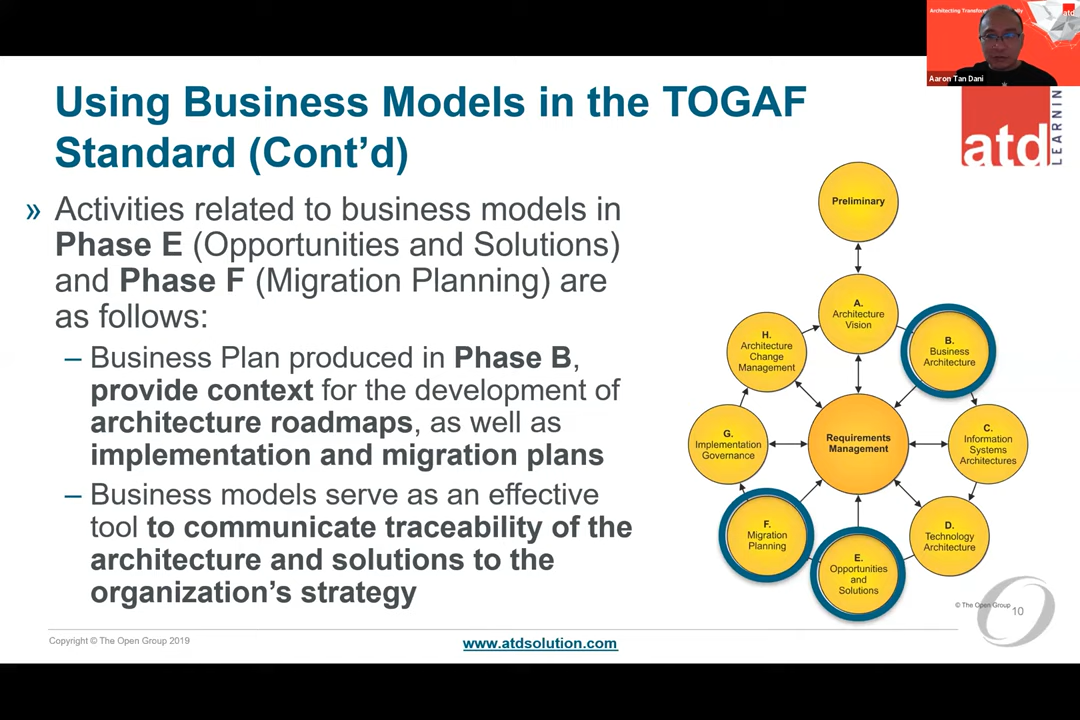 Architecting Transform
atd
Aaron Tan Dani
Using Business Models in the TOGAF
Standard (Cont’d)
atd
LEARNIN
» Activities related to business models in
Phase E (Opportunities and Solutions)
and Phase F (Migration Planning) are
as follows:
– Business Plan produced in Phase B,
provide context for the development of
architecture roadmaps, as well as
implementation and migration plans
– Business models serve as an effective
tool to communicate traceability of the
architecture and solutions to the
organization’s strategy
Preliminary
A.
Architecture
Vision
H.
Architecture
Change
Management
B.
Business
Architecture
G.
Implementation
Governance
Requirements
Management
C.
Information
Systems
Architectures
F.
Migration
Planning
E.
Opportunities
and
Solutions
D.
Technology
Architecture
© The Open Group
10
Copyright © The Open Group 2019
www.atdsolution.com